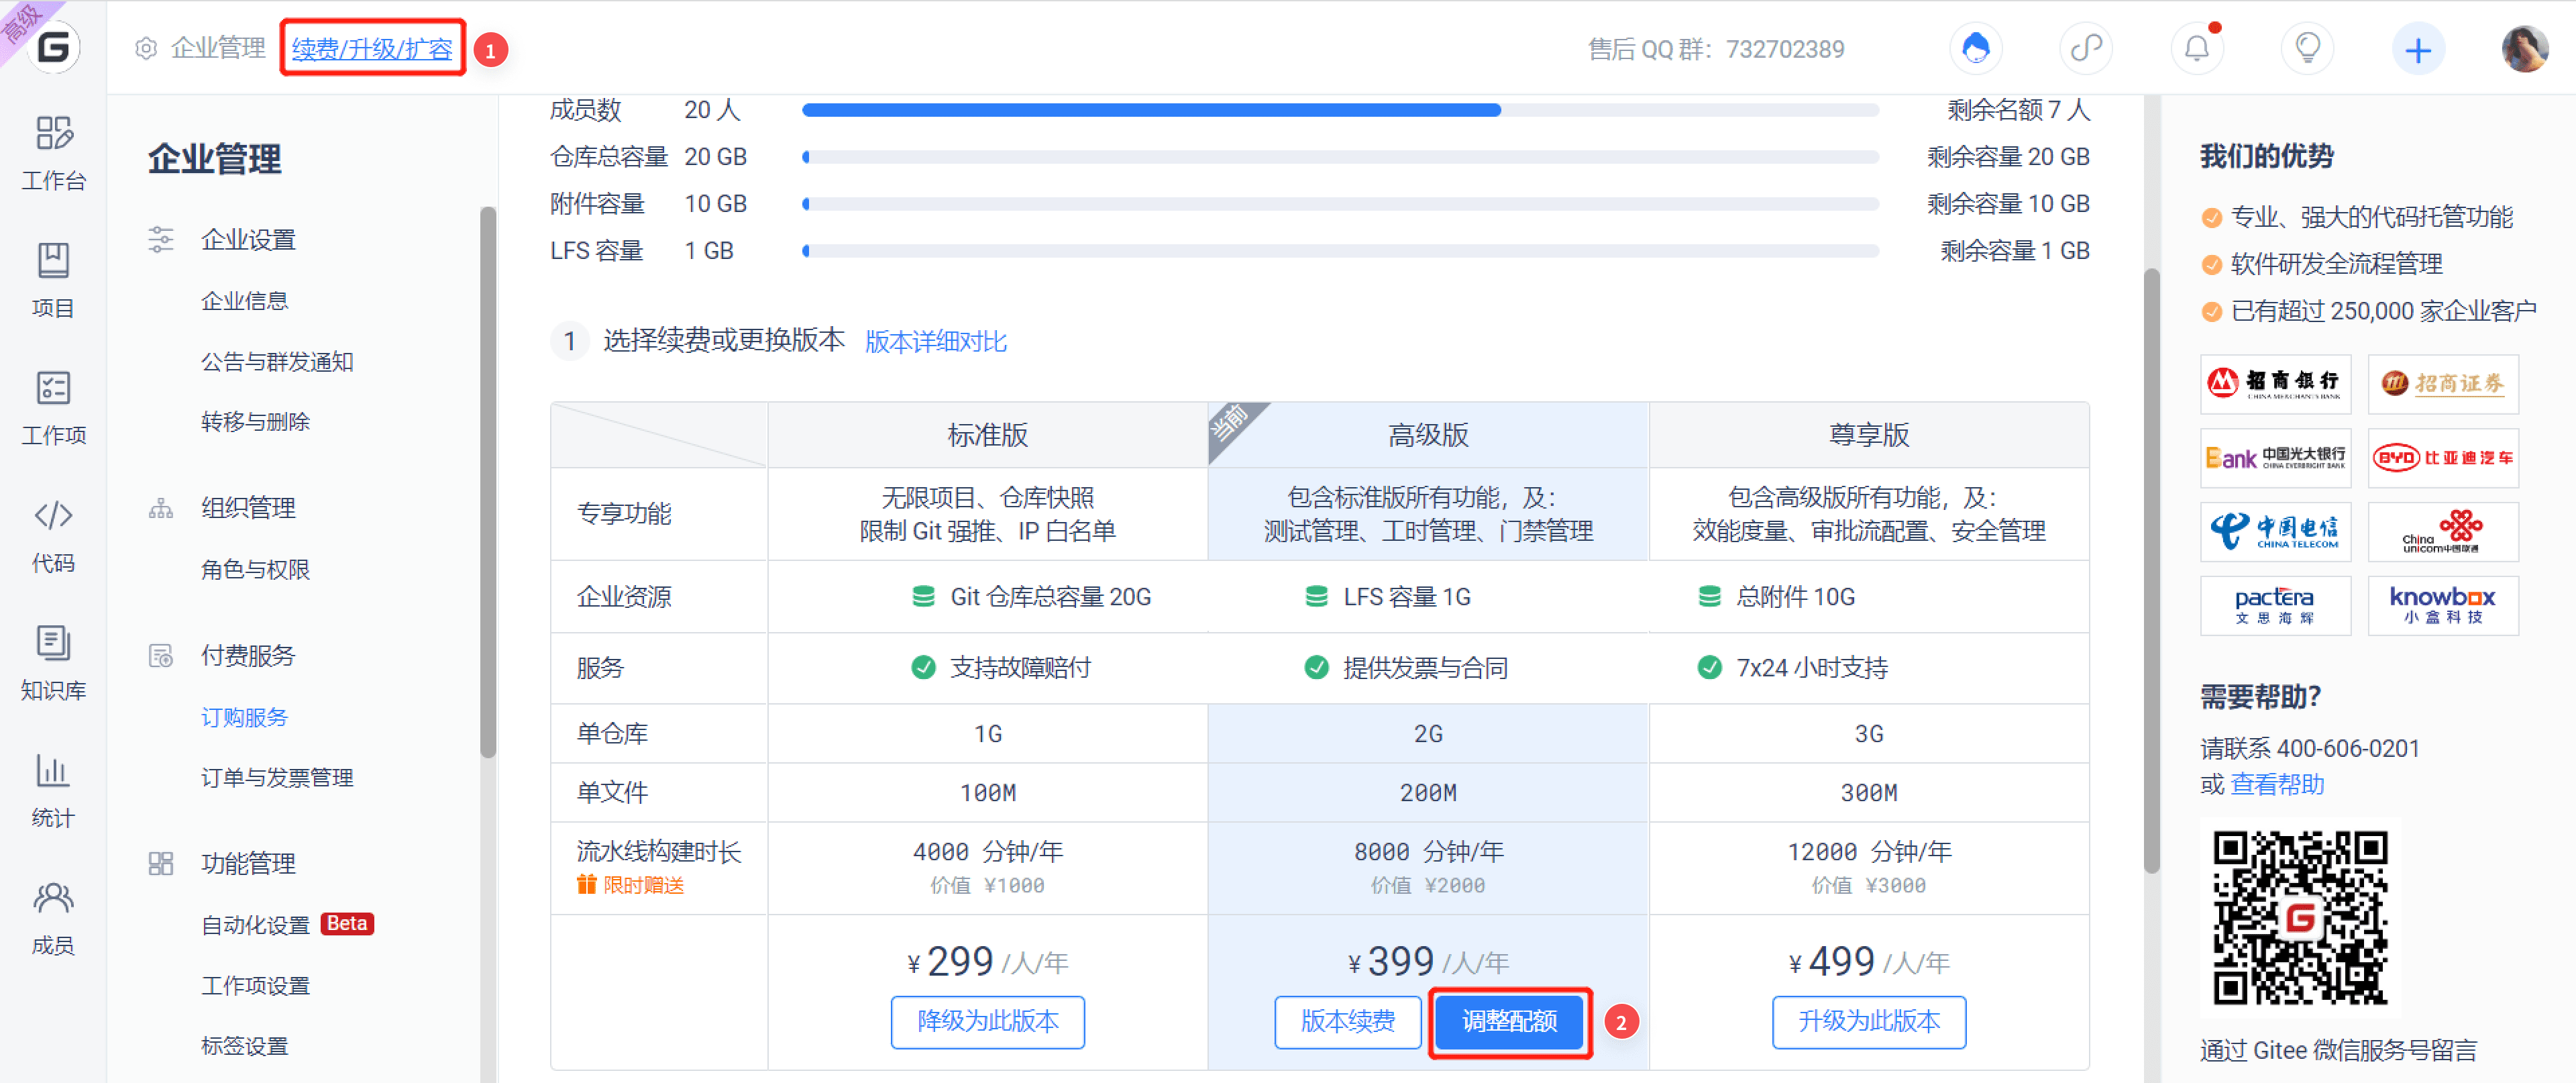 高级
G
企业管理 续费/升级/扩容 1
售后 QQ 群：732702389
工作台
项目
工作项
代码
知识库
统计
成员
企业管理
企业设置
企业信息
公告与群发通知
转移与删除
组织管理
角色与权限
付费服务
订购服务
订单与发票管理
功能管理
自动化设置 Beta
工作项设置
标签设置
成员数 20 人 剩余名额 7 人
仓库总容量 20 GB 剩余容量 20 GB
附件容量 10 GB 剩余容量 10 GB
LFS 容量 1 GB 剩余容量 1 GB
1 选择续费或更换版本 版本详细对比
标准版 当前 高级版 尊享版
专享功能
无限项目、仓库快照
限制 Git 强推、IP 白名单
包含标准版所有功能，及：
测试管理、工时管理、门禁管理
包含高级版所有功能，及：
效能度量、审批流配置、安全管理
企业资源 Git 仓库总容量 20G LFS 容量 1G 总附件 10G
服务 支持故障赔付 提供发票与合同 7x24 小时支持
单仓库 1G 2G 3G
单文件 100M 200M 300M
流水线构建时长 4000 分钟/年 8000 分钟/年 12000 分钟/年
限时赠送 价值 ¥1000 价值 ¥2000 价值 ¥3000
¥ 299 /人/年 ¥ 399 /人/年 ¥ 499 /人/年
降级为此版本 版本续费 调整配额 2 升级为此版本
我们的优势
专业、强大的代码托管功能
软件研发全流程管理
已有超过 250,000 家企业客户
招商银行
CHINA MERCHANTS BANK
招商证券
Bank 中国光大银行
CHINA EVERBRIGHT BANK
BYD 比亚迪汽车
中国电信
CHINA TELECOM
China
unicom中国联通
pactera
文思海辉
knowbox
小盒科技
需要帮助？
请联系 400-606-0201
或 查看帮助
G
通过 Gitee 微信服务号留言